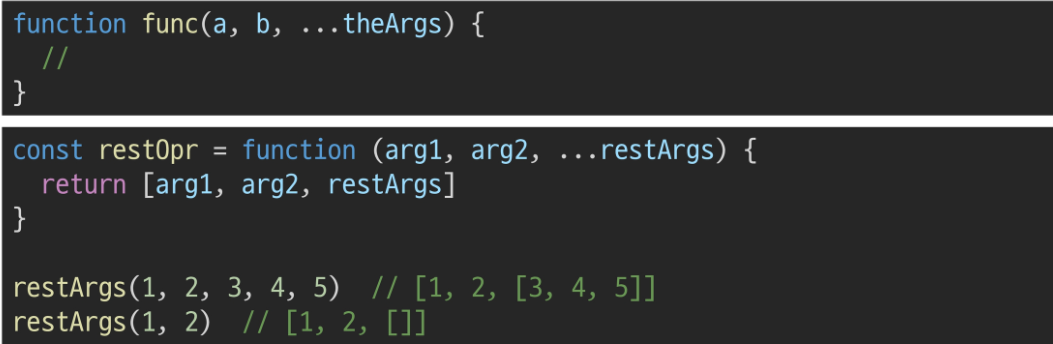 function func(a, b, ...theArgs) {
  //
}
const restOpr = function (arg1, arg2, ...restArgs) {
  return [arg1, arg2, restArgs]
}
restArgs(1, 2, 3, 4, 5)  // [1, 2, [3, 4, 5]]
restArgs(1, 2)  // [1, 2, []]